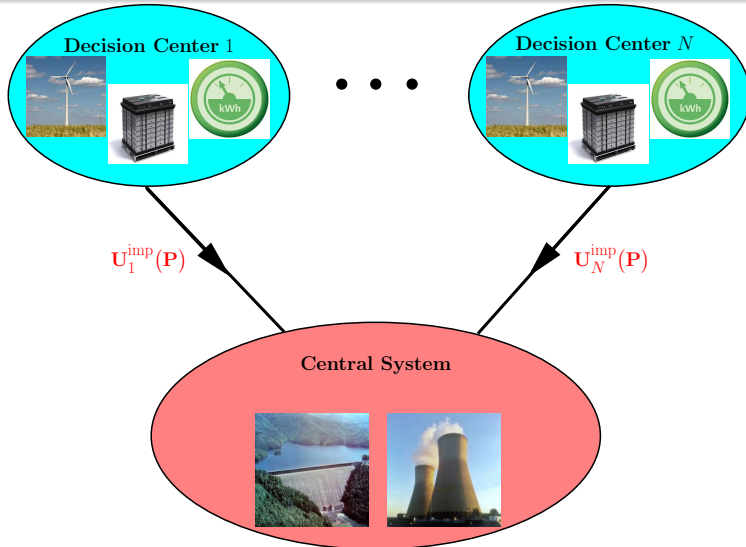 Decision Center 1
Decision Center N
kWh
kWh
U_1^imp(P)
U_N^imp(P)
Central System